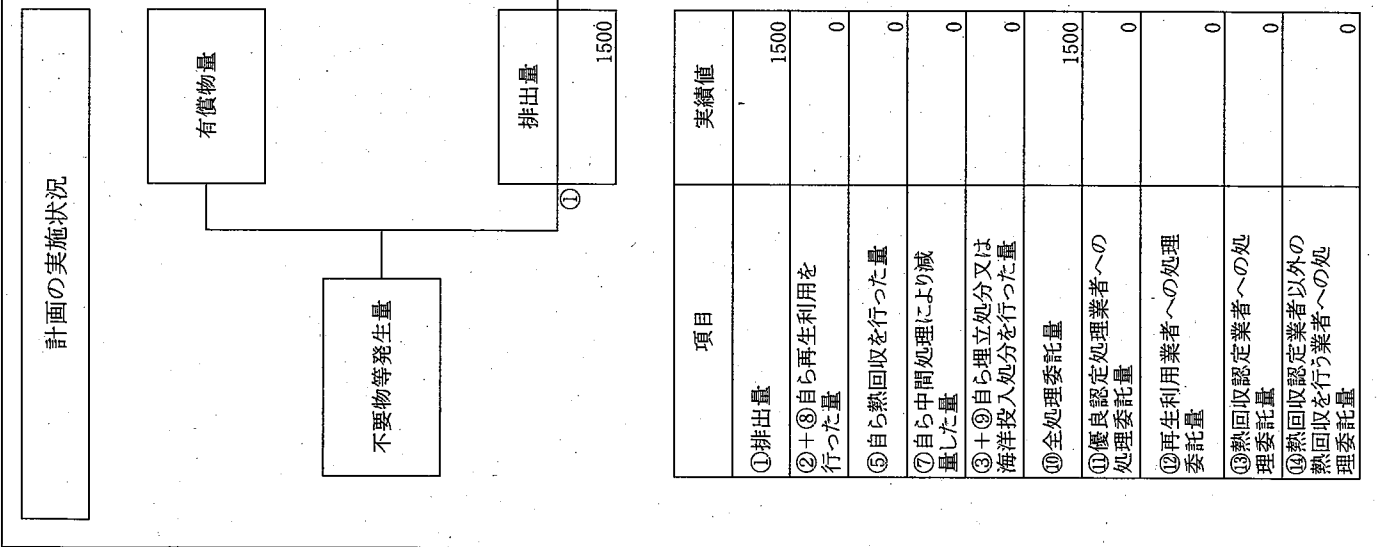 計画の実施状況
有償物量
不要物等発生量
①
排出量
1500
項目
実績値
①排出量
1500
②+⑧自ら再生利用を
行った量
0
⑤自ら熱回収を行った量
0
⑦自ら中間処理により減
量した量
0
③+⑨自ら埋立処分又は
海洋投入処分を行った量
0
⑩全処理委託量
1500
⑪優良認定処理業者への
処理委託量
0
⑫再生利用業者への処理
委託量
0
⑬熱回収認定業者への処
理委託量
0
⑭熱回収認定業者以外の
熱回収を行う業者への処
理委託量
0